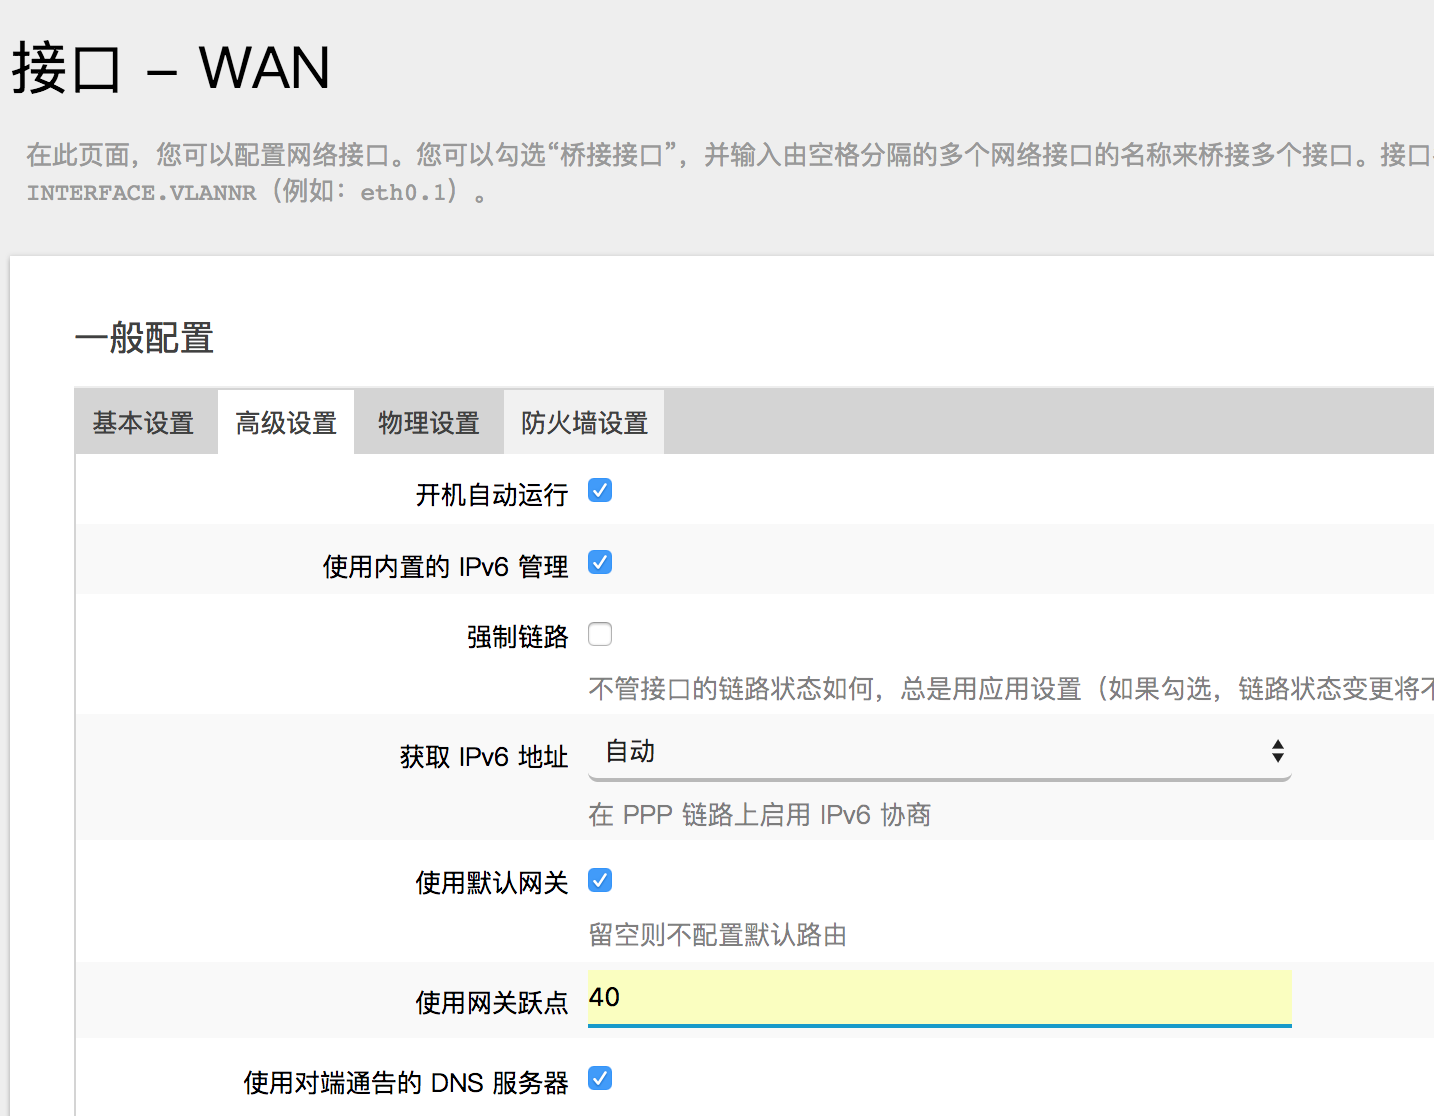 接口 – WAN
在此页面，您可以配置网络接口。您可以勾选“桥接接口”，并输入由空格分隔的多个网络接口的名称来桥接多个接口。接口
INTERFACE.VLANNR（例如：eth0.1）。
一般配置
基本设置 高级设置 物理设置 防火墙设置
开机自动运行
使用内置的 IPv6 管理
强制链路
不管接口的链路状态如何，总是用应用设置（如果勾选，链路状态变更将不
获取 IPv6 地址 自动
在 PPP 链路上启用 IPv6 协商
使用默认网关
留空则不配置默认路由
使用网关跃点 40
使用对端通告的 DNS 服务器